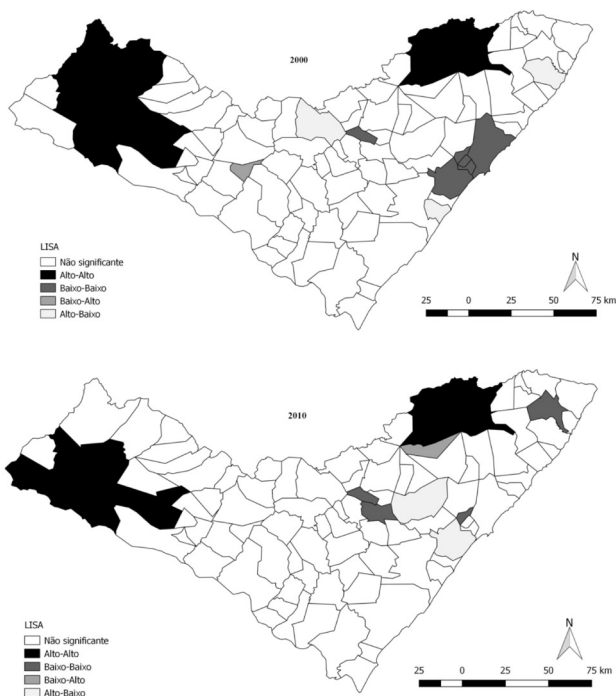 2000
LISA
Não significante
Alto-Alto
Baixo-Baixo
Baixo-Alto
Alto-Baixo
N
25 0 25 50 75 km
2010
LISA
Não significante
Alto-Alto
Baixo-Baixo
Baixo-Alto
Alto-Baixo
N
25 0 25 50 75 km